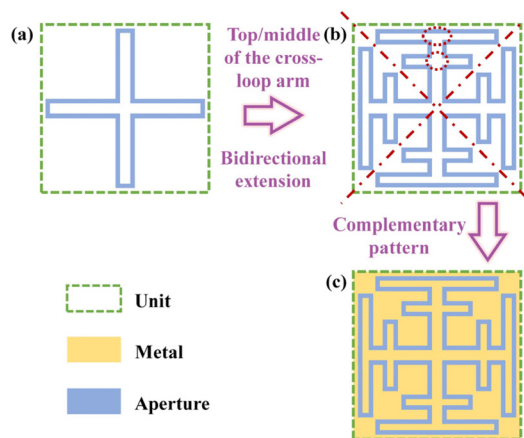 (a)
Top/middle
of the cross-
loop arm
Bidirectional
extension
(b)
Complementary
pattern
(c)
Unit
Metal
Aperture